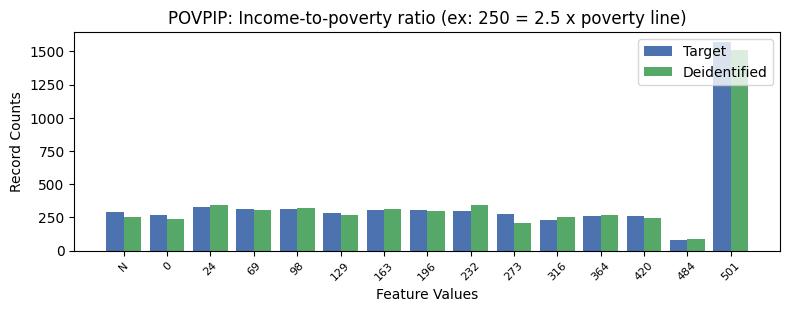 POVPIP: Income-to-poverty ratio (ex: 250 = 2.5 x poverty line)
Target
Deidentified
Record Counts
1500
1250
1000
750
500
250
0
N 0 24 69 98 129 163 196 232 273 316 364 420 484 501
Feature Values